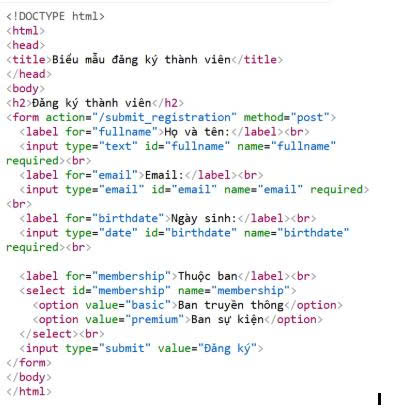 <!DOCTYPE html>
<html>
<head>
<title>Biểu mẫu đăng ký thành viên</title>
</head>
<body>
<h2>Đăng ký thành viên</h2>
<form action="/submit_registration" method="post">
<label for="fullname">Họ và tên:</label><br>
<input type="text" id="fullname" name="fullname"
required><br>
<label for="email">Email:</label><br>
<input type="email" id="email" name="email" required>
<br>
<label for="birthdate">Ngày sinh:</label><br>
<input type="date" id="birthdate" name="birthdate"
required><br>
<label for="membership">Thuộc ban</label><br>
<select id="membership" name="membership">
<option value="basic">Ban truyền thông</option>
<option value="premium">Ban sự kiện</option>
</select><br>
<input type="submit" value="Đăng ký">
</form>
</body>
</html>